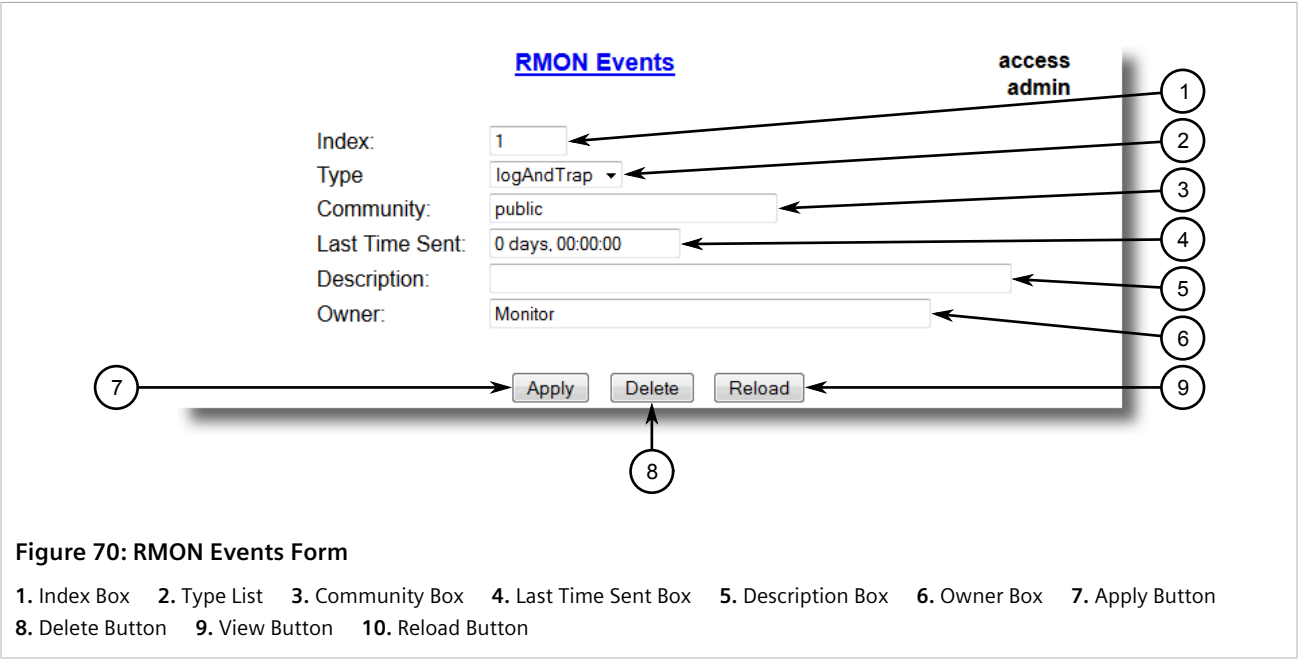 RMON Events
access
admin
1
Index: 1
2
Type logAndTrap
3
Community: public
4
Last Time Sent: 0 days, 00:00:00
5
Description:
6
Owner: Monitor
7
Apply Delete Reload
9
8
Figure 70: RMON Events Form
1. Index Box 2. Type List 3. Community Box 4. Last Time Sent Box 5. Description Box 6. Owner Box 7. Apply Button
8. Delete Button 9. View Button 10. Reload Button